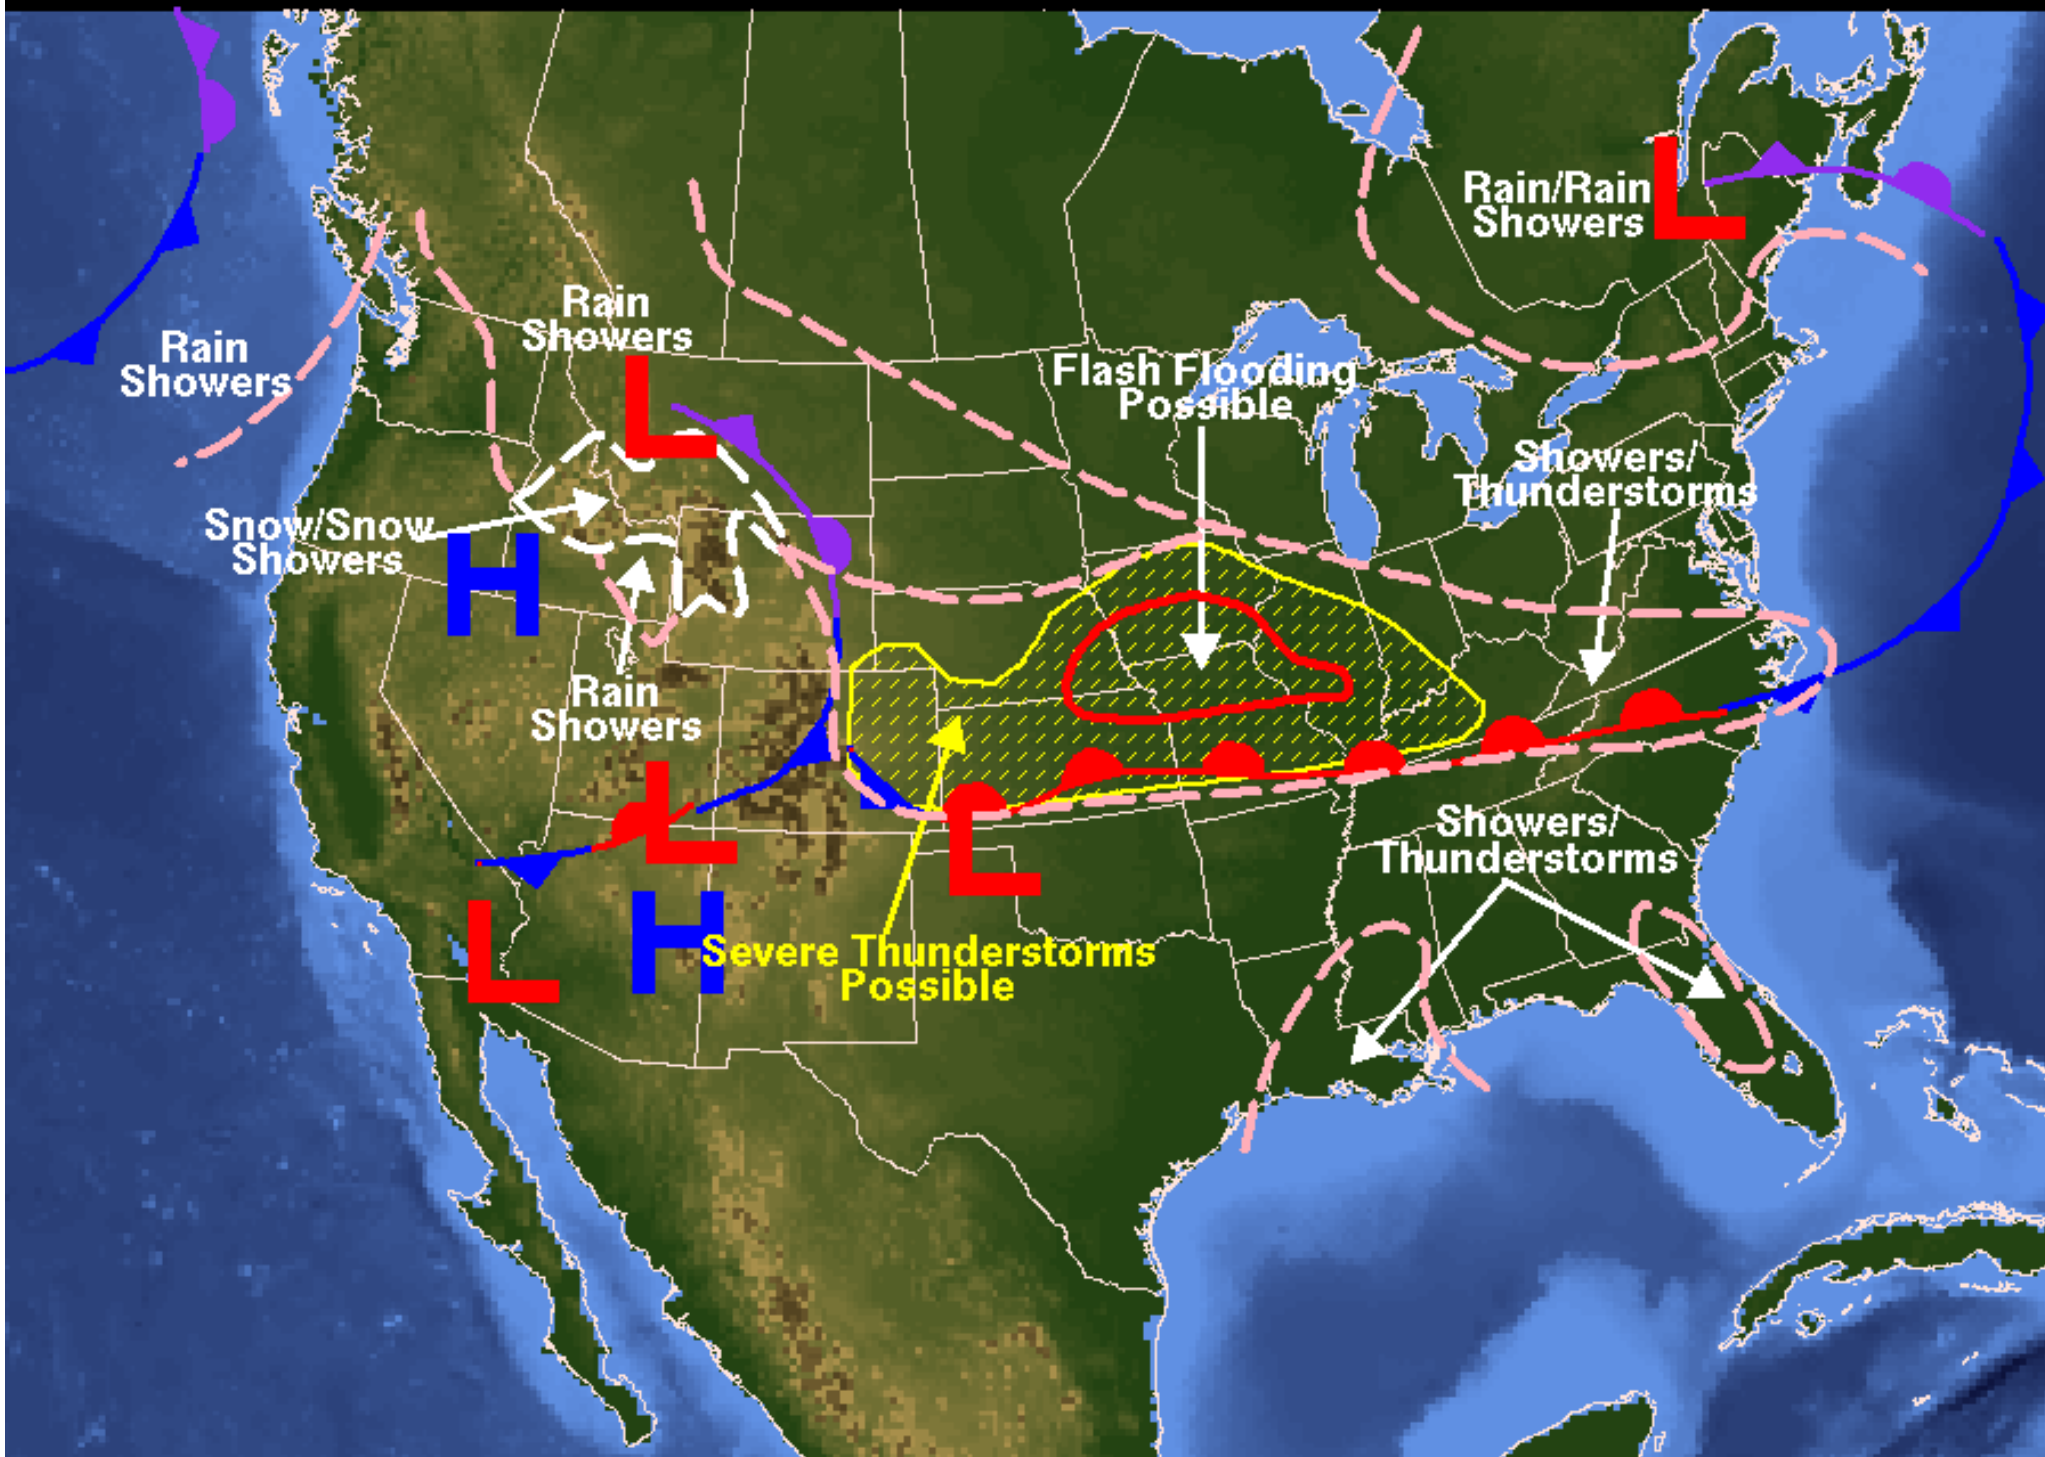 Rain/Rain
Showers
L
Rain
Showers
Rain
Showers
L
Flash Flooding
Possible
Showers/
Thunderstorms
Snow/Snow
Showers
H
Rain
Showers
L
L
Showers/
Thunderstorms
L
H
Severe Thunderstorms
Possible